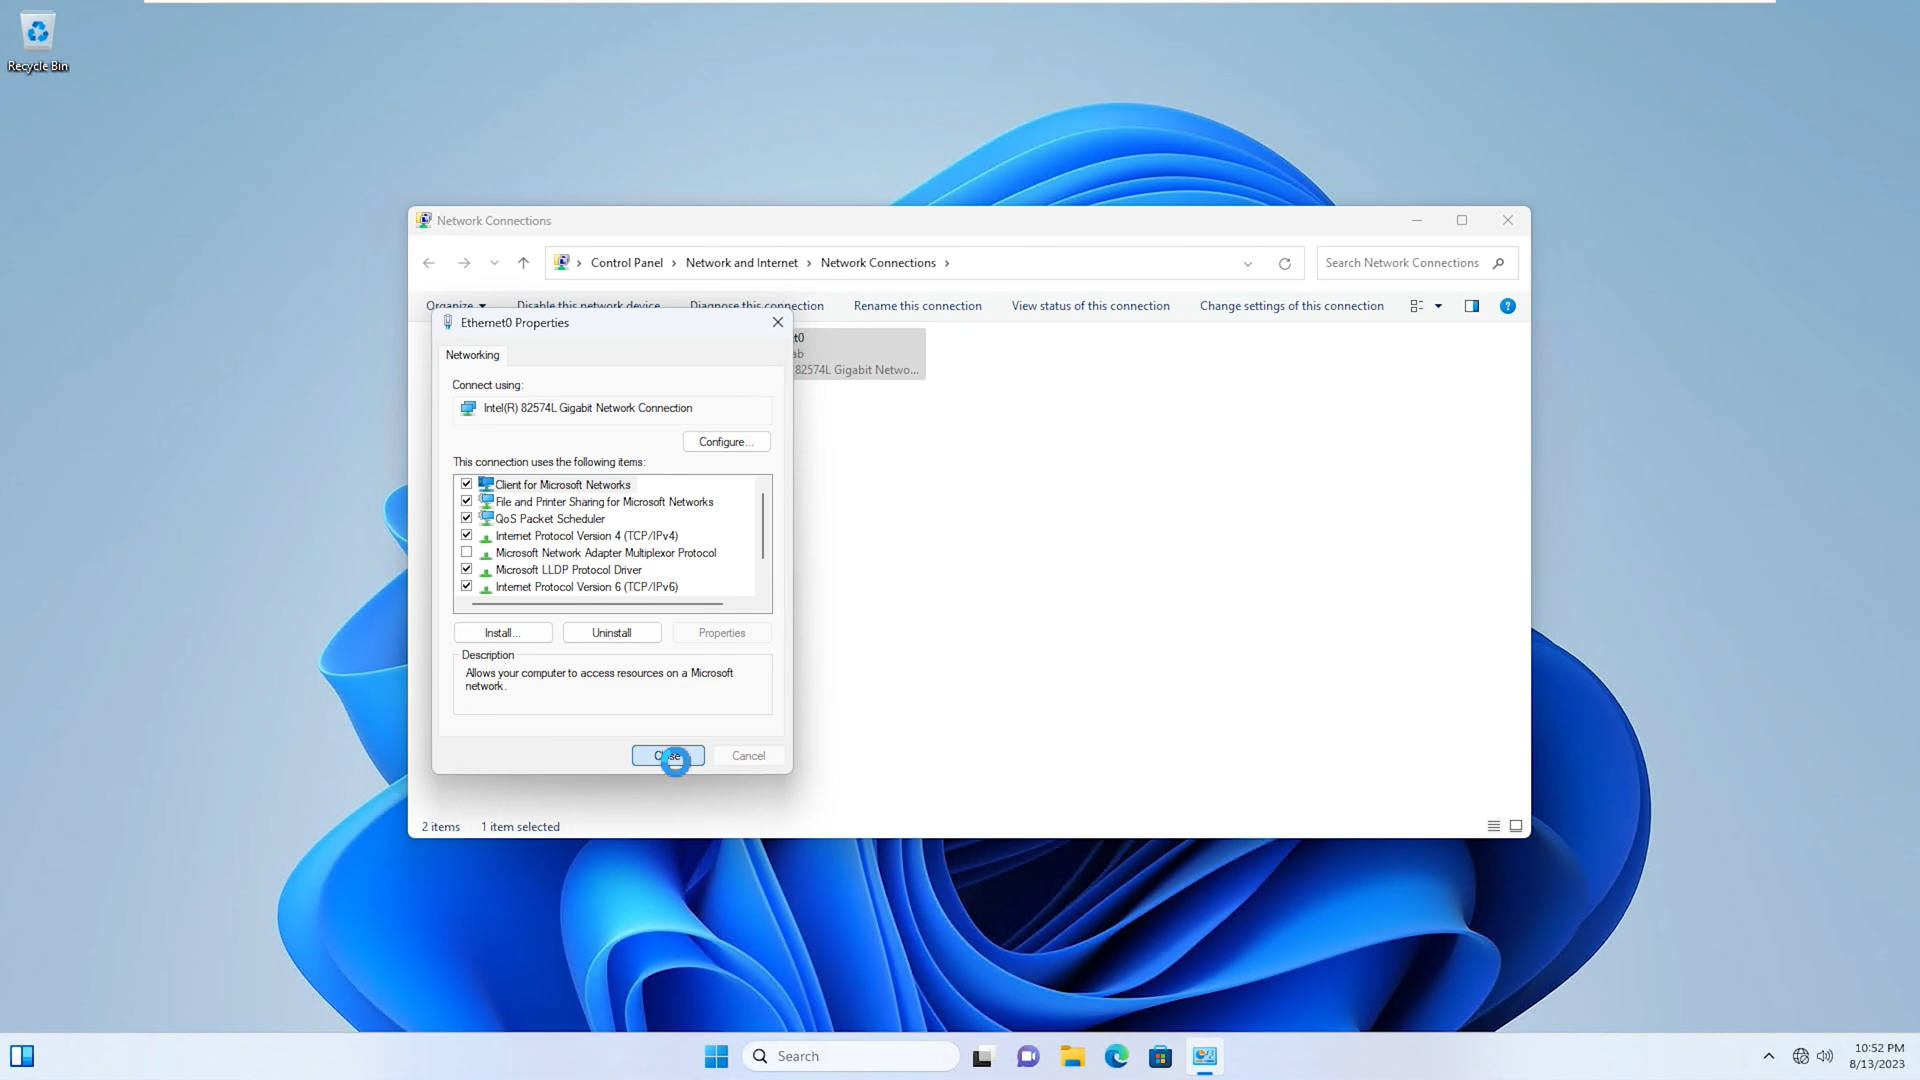 Recycle Bin
Network Connections
Control Panel
Network and Internet
Network Connections
Search Network Connections
Organize
Disable this network device
Diagnose this connection
Rename this connection
View status of this connection
Change settings of this connection
Ethernet0 Properties
Networking
Connect using:
Intel(R) 82574L Gigabit Network Connection
Configure...
This connection uses the following items:
Client for Microsoft Networks
File and Printer Sharing for Microsoft Networks
QoS Packet Scheduler
Internet Protocol Version 4 (TCP/IPv4)
Microsoft Network Adapter Multiplexor Protocol
Microsoft LLDP Protocol Driver
Internet Protocol Version 6 (TCP/IPv6)
Install...
Uninstall
Properties
Description
Allows your computer to access resources on a Microsoft
network.
Close
Cancel
t0
ab
82574L Gigabit Netwo...
2 items
1 item selected
Search
10:52 PM
8/13/2023